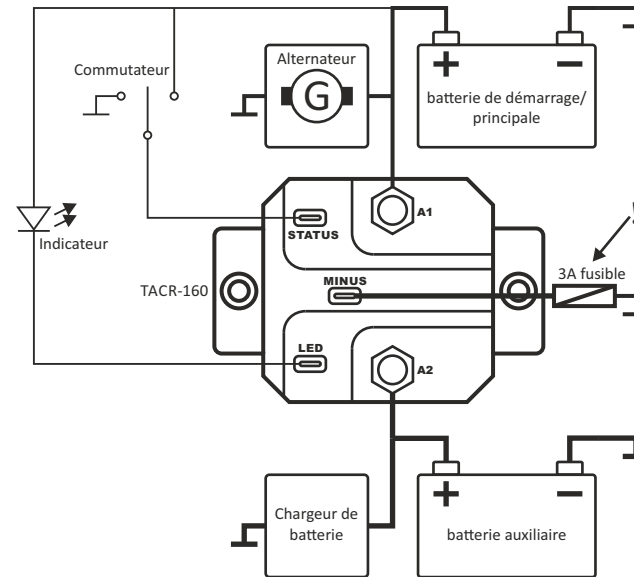 Commutateur
Alternateur
G
+
−
batterie de démarrage/
principale
Indicateur
STATUS
A1
TACR-160
MINUS
3A fusible
LED
A2
Chargeur de
batterie
+
−
batterie auxiliaire